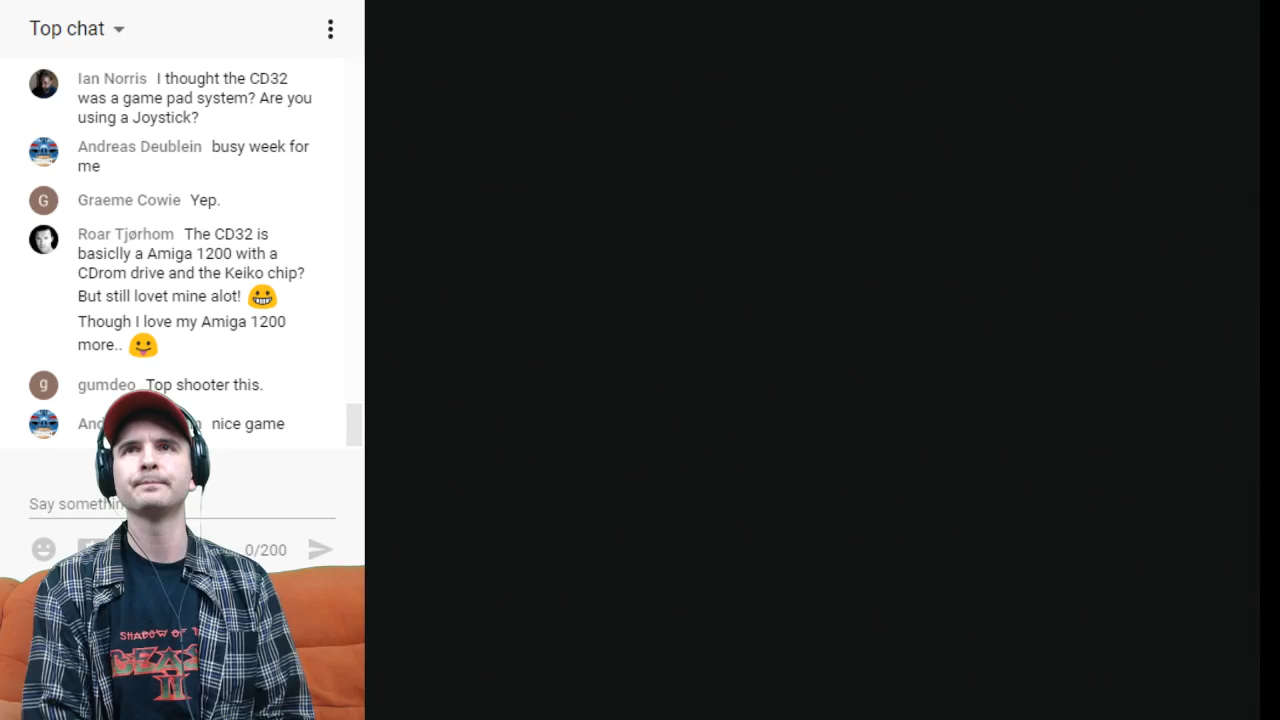 Top chat
Ian Norris I thought the CD32
was a game pad system? Are you
using a Joystick?
Andreas Deublein busy week for
me
G Graeme Cowie Yep.
Roar Tjørhom The CD32 is
basiclly a Amiga 1200 with a
CDrom drive and the Keiko chip?
But still lovet mine alot!
Though I love my Amiga 1200
more..
g gumdeo Top shooter this.
nice game
Say
0/200
SHADOW OF
BEAST
II